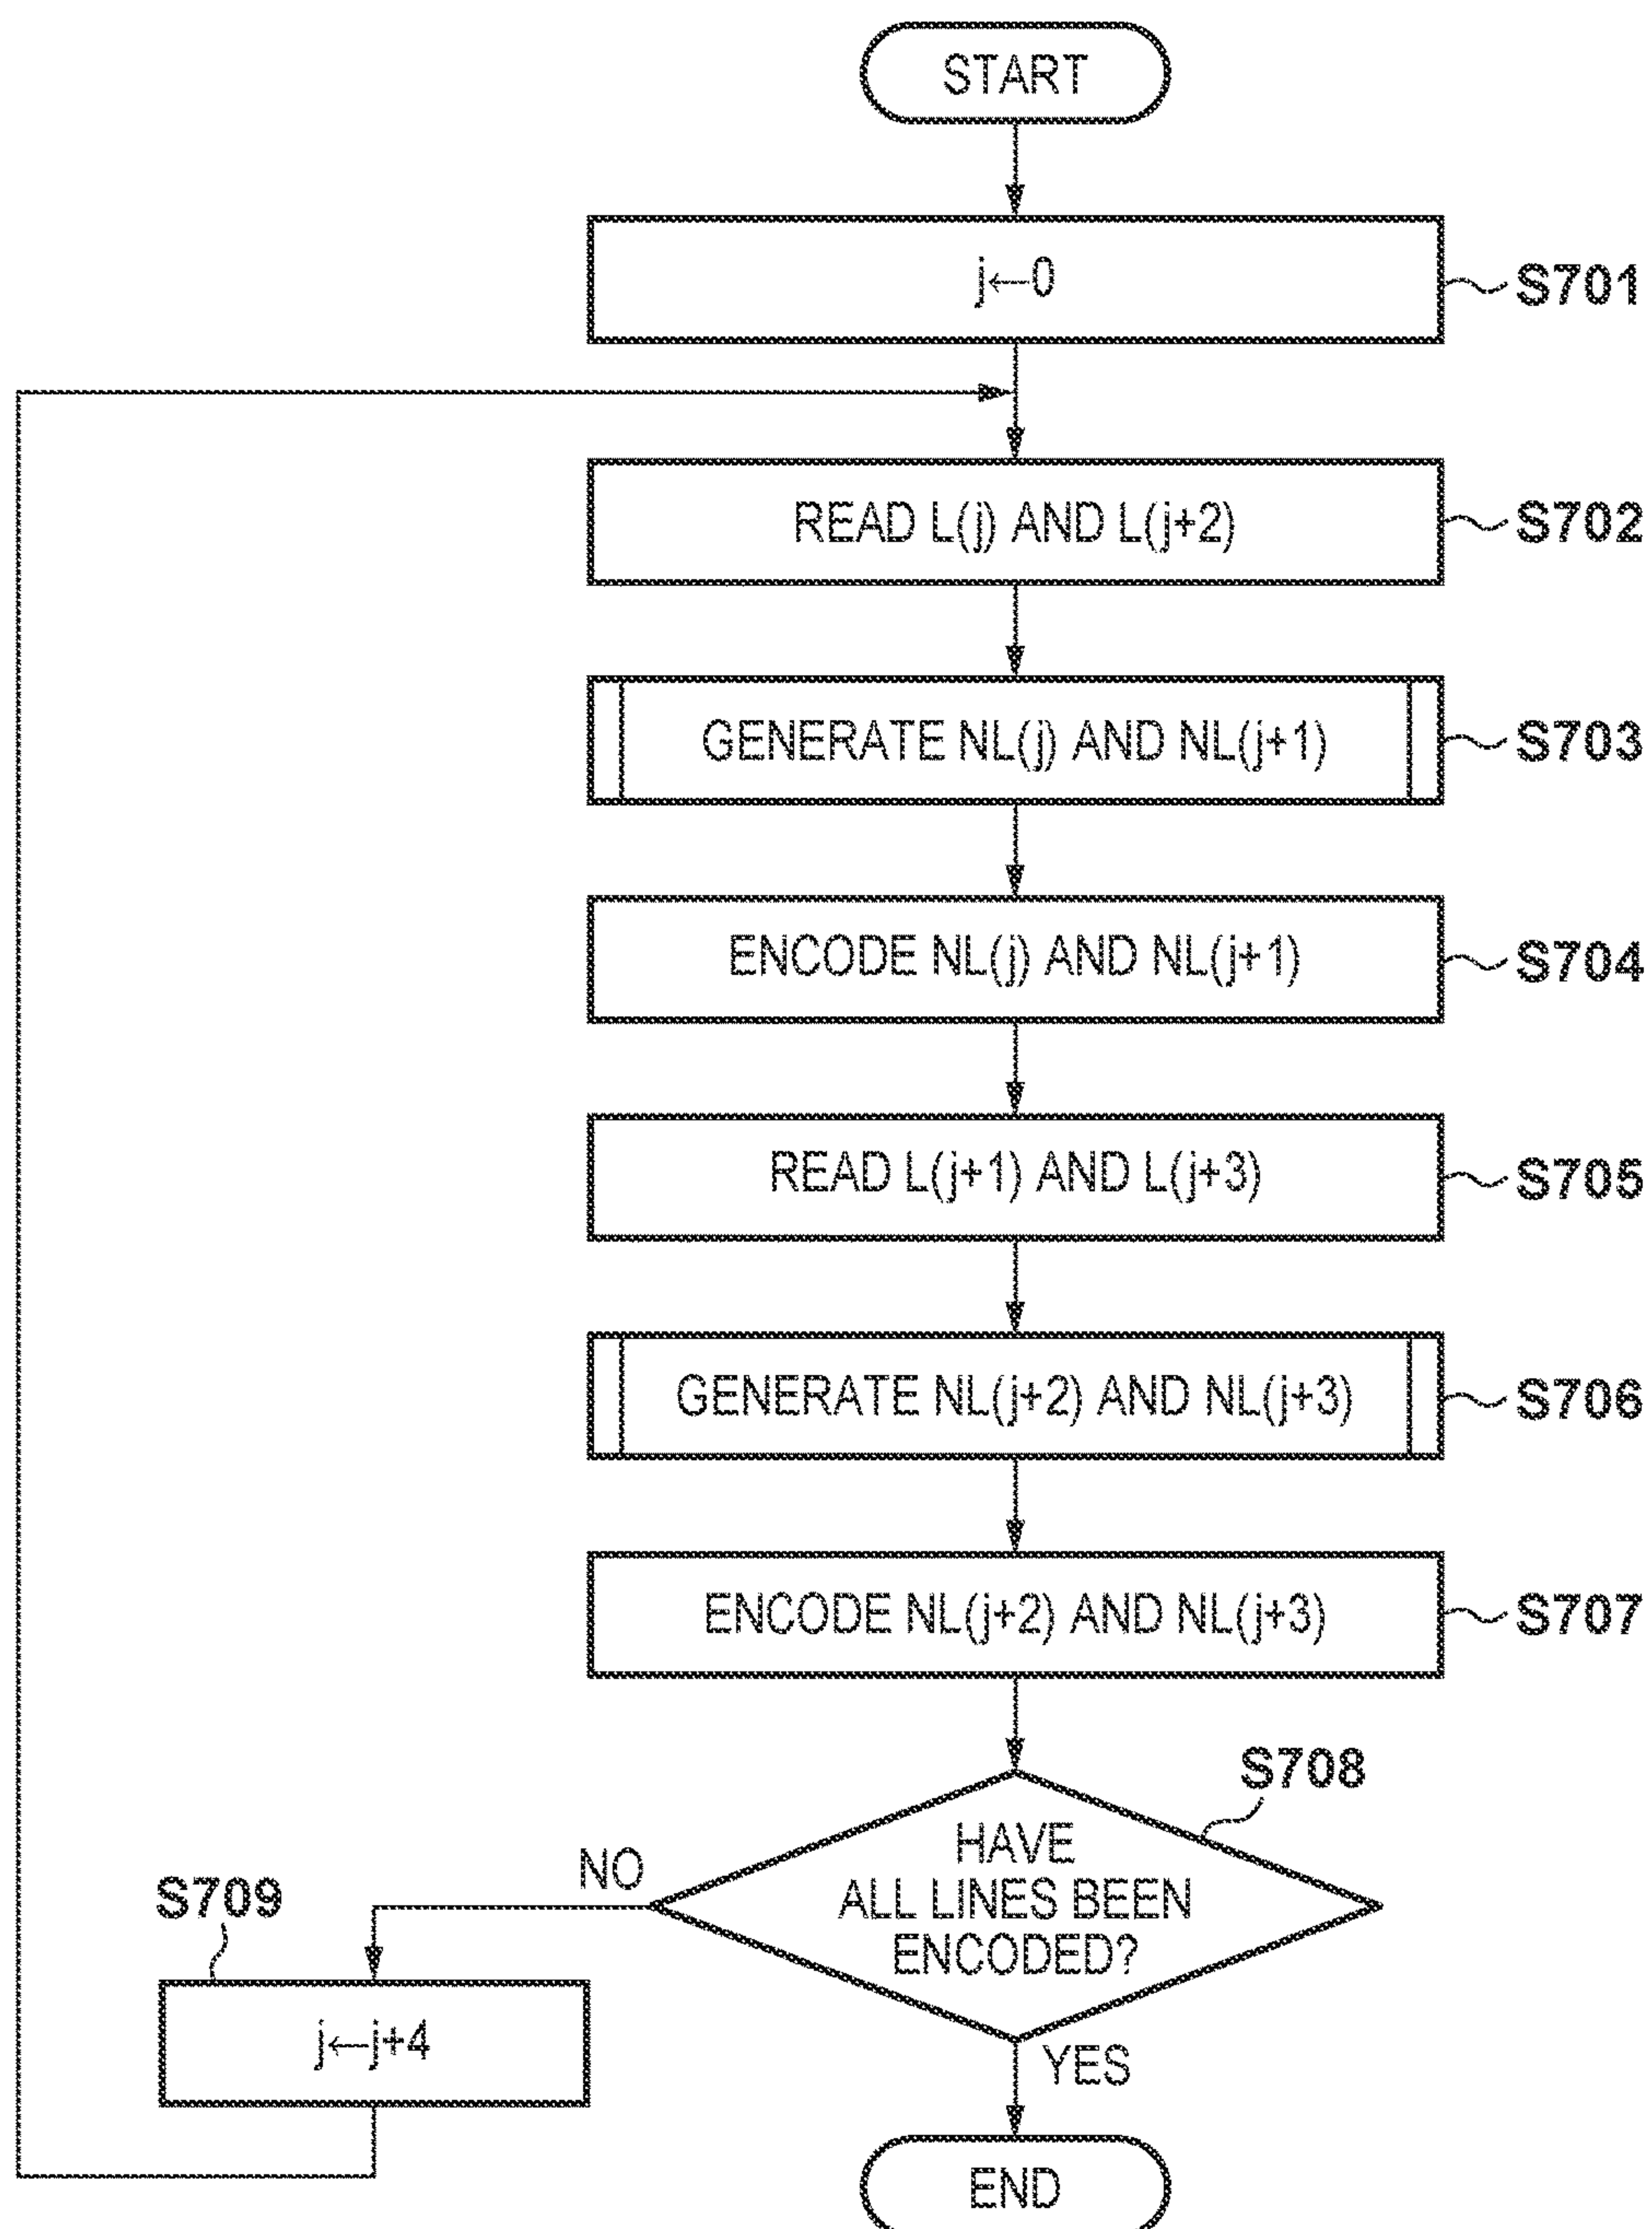 START
j←0
S701
READ L(j) AND L(j+2)
S702
GENERATE NL(j) AND NL(j+1)
S703
ENCODE NL(j) AND NL(j+1)
S704
READ L(j+1) AND L(j+3)
S705
GENERATE NL(j+2) AND NL(j+3)
S706
ENCODE NL(j+2) AND NL(j+3)
S707
S708
HAVE
ALL LINES BEEN
ENCODED?
NO
S709
j←j+4
YES
END